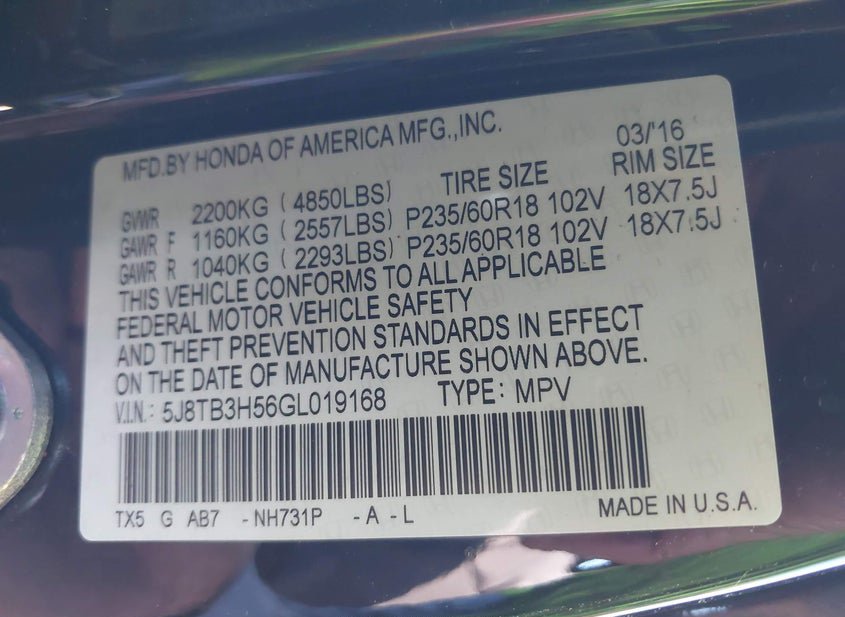 MFD.BY HONDA OF AMERICA MFG.,INC. 03/'16
TIRE SIZE RIM SIZE
GVWR 2200KG ( 4850LBS)
GAWR F 1160KG ( 2557LBS) P235/60R18 102V 18X7.5J
GAWR R 1040KG ( 2293LBS) P235/60R18 102V 18X7.5J
THIS VEHICLE CONFORMS TO ALL APPLICABLE
FEDERAL MOTOR VEHICLE SAFETY
AND THEFT PREVENTION STANDARDS IN EFFECT
ON THE DATE OF MANUFACTURE SHOWN ABOVE.
V.I.N.: 5J8TB3H56GL019168 TYPE: MPV
TX5 G AB7 -NH731P -A -L MADE IN U.S.A.